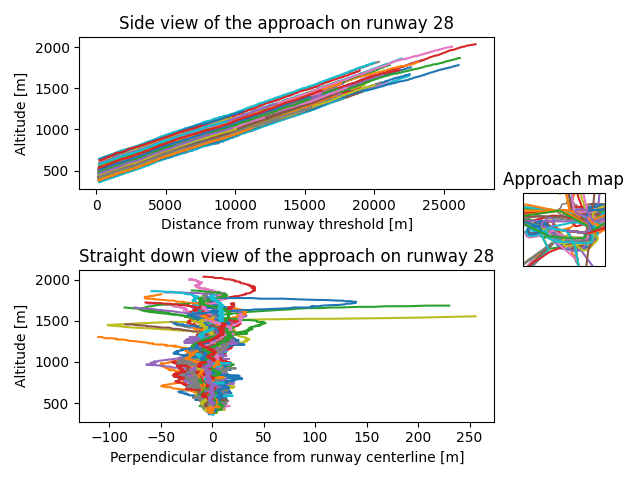 Side view of the approach on runway 28
Altitude [m]
2000
1500
1000
500
0 5000 10000 15000 20000 25000
Distance from runway threshold [m]
Approach map
Straight down view of the approach on runway 28
Altitude [m]
2000
1500
1000
500
−100 −50 0 50 100 150 200 250
Perpendicular distance from runway centerline [m]